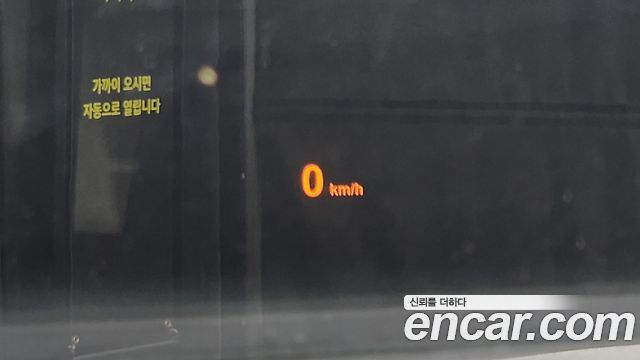 가까이 오시면
자동으로 열립니다
0 km/h
신뢰를 더하다
encar.com